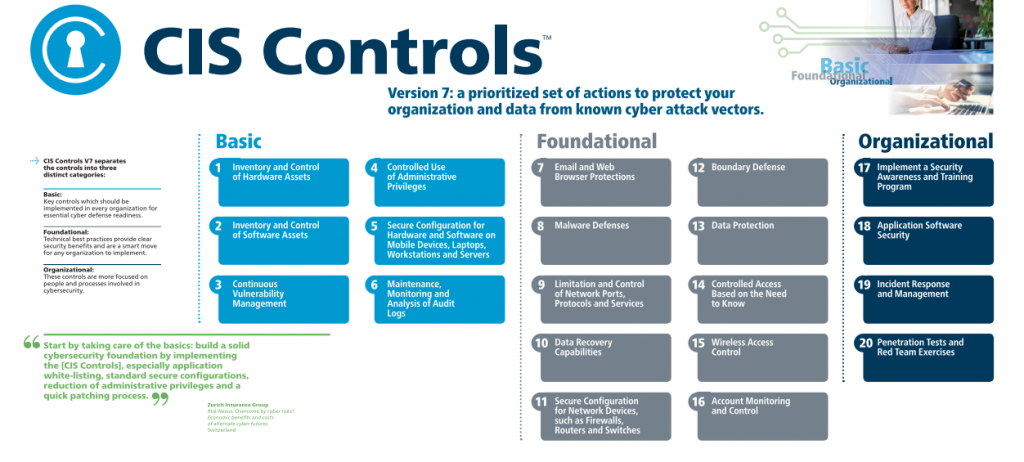 CIS Controls™
Basic
Foundational
Organizational
Version 7: a prioritized set of actions to protect your
organization and data from known cyber attack vectors.
CIS Controls V7 separates
the controls into three
distinct categories:
Basic:
Key controls which should be
implemented in every organization for
essential cyber defense readiness.
Foundational:
Technical best practices provide clear
security benefits and are a smart move
for any organization to implement.
Organizational:
These controls are more focused on
people and processes involved in
cybersecurity.
Basic
1 Inventory and Control
of Hardware Assets
2 Inventory and Control
of Software Assets
3 Continuous
Vulnerability
Management
4 Controlled Use
of Administrative
Privileges
5 Secure Configuration for
Hardware and Software on
Mobile Devices, Laptops,
Workstations and Servers
6 Maintenance,
Monitoring and
Analysis of Audit
Logs
Foundational
7 Email and Web
Browser Protections
8 Malware Defenses
9 Limitation and Control
of Network Ports,
Protocols and Services
10 Data Recovery
Capabilities
11 Secure Configuration
for Network Devices,
such as Firewalls,
Routers and Switches
12 Boundary Defense
13 Data Protection
14 Controlled Access
Based on the Need
to Know
15 Wireless Access
Control
16 Account Monitoring
and Control
Organizational
17 Implement a Security
Awareness and Training
Program
18 Application Software
Security
19 Incident Response
and Management
20 Penetration Tests and
Red Team Exercises
“Start by taking care of the basics: build a solid
cybersecurity foundation by implementing
the [CIS Controls], especially application
white-listing, standard secure configurations,
reduction of administrative privileges and a
quick patching process.”
Zurich Insurance Group
Risk Nexus: Overcome by cyber risks?
Economic benefits and costs
of alternate cyber futures
Switzerland